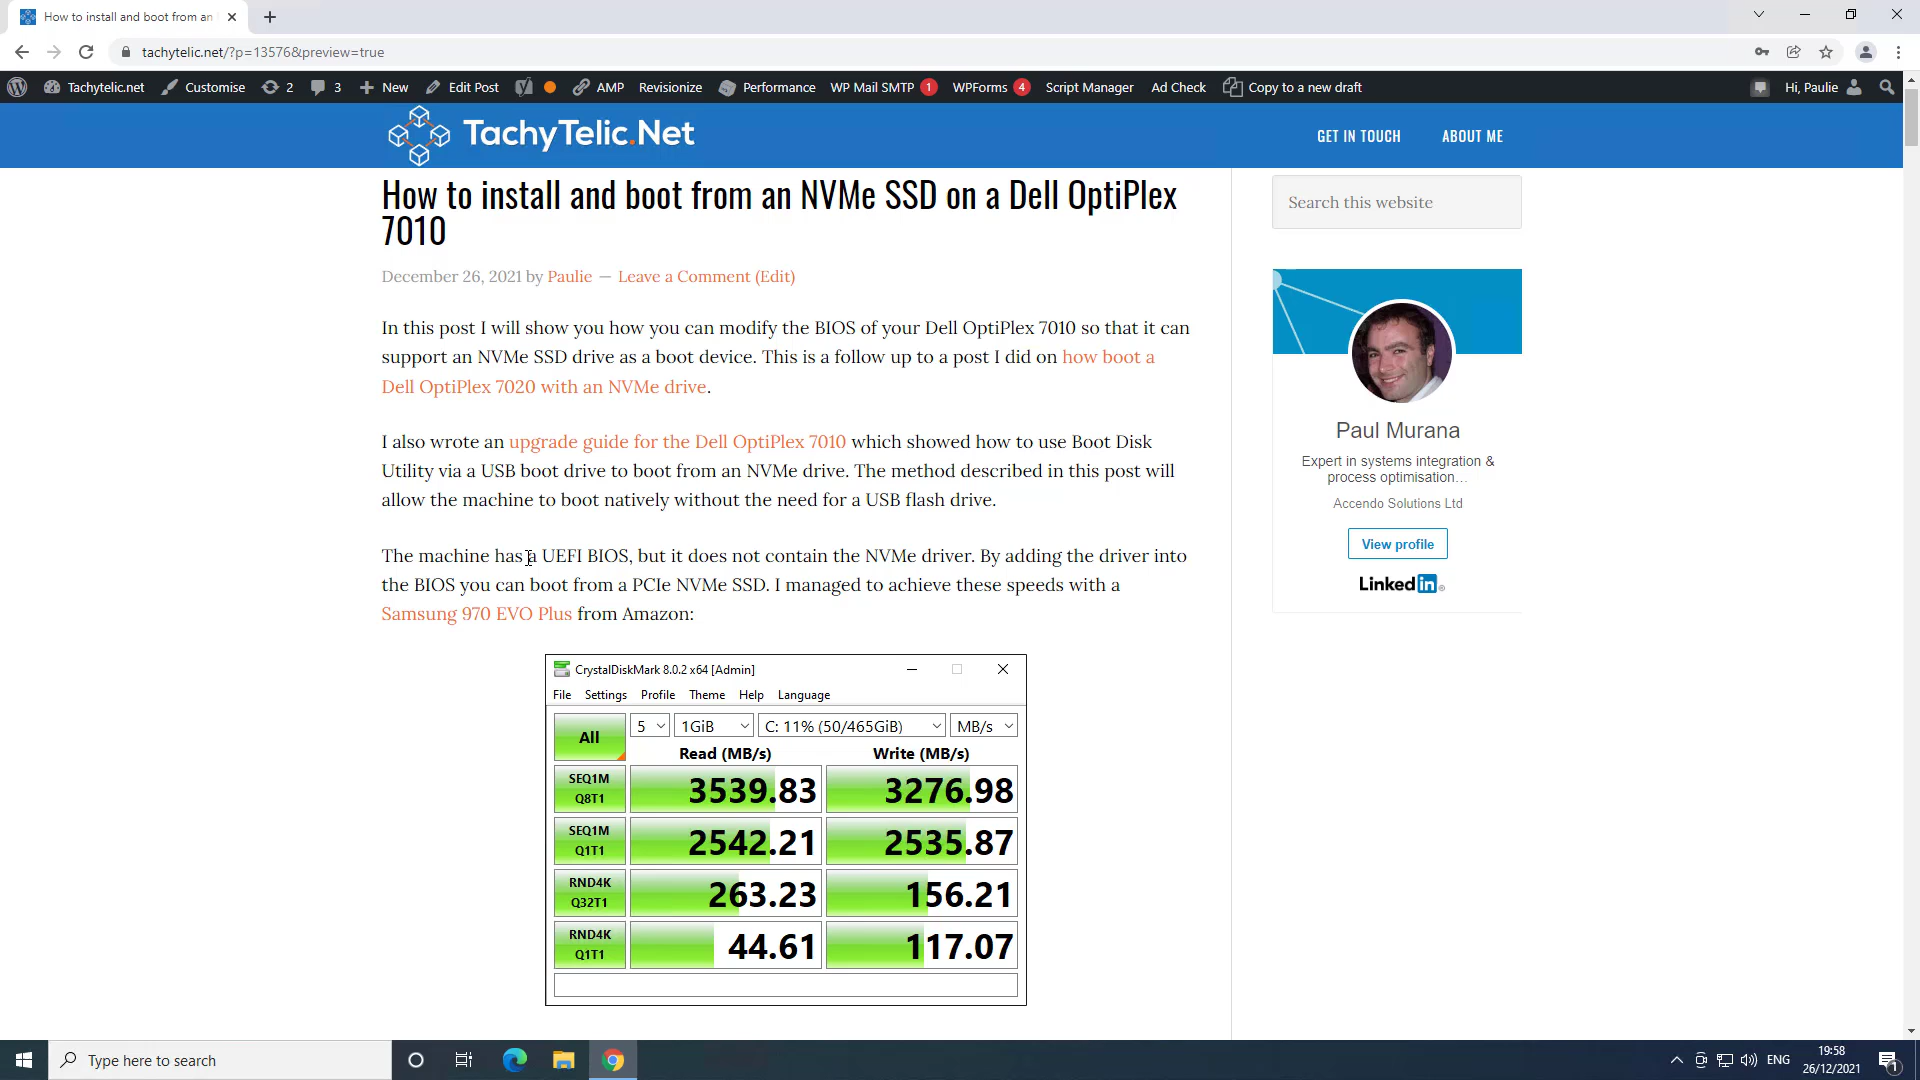 How to install and boot from an
tachytelic.net/?p=13576&preview=true
Tachytelic.net Customise 2 3 New Edit Post AMP Revisionize Performance WP Mail SMTP 1 WPForms 4 Script Manager Ad Check Copy to a new draft Hi, Paulie
TachyTelic.Net
GET IN TOUCH ABOUT ME
How to install and boot from an NVMe SSD on a Dell OptiPlex
7010
December 26, 2021 by Paulie — Leave a Comment (Edit)
In this post I will show you how you can modify the BIOS of your Dell OptiPlex 7010 so that it can
support an NVMe SSD drive as a boot device. This is a follow up to a post I did on how boot a
Dell OptiPlex 7020 with an NVMe drive.
I also wrote an upgrade guide for the Dell OptiPlex 7010 which showed how to use Boot Disk
Utility via a USB boot drive to boot from an NVMe drive. The method described in this post will
allow the machine to boot natively without the need for a USB flash drive.
The machine has a UEFI BIOS, but it does not contain the NVMe driver. By adding the driver into
the BIOS you can boot from a PCIe NVMe SSD. I managed to achieve these speeds with a
Samsung 970 EVO Plus from Amazon:
CrystalDiskMark 8.0.2 x64 [Admin]
File Settings Profile Theme Help Language
All 5 1GiB C: 11% (50/465GiB) MB/s
Read (MB/s) Write (MB/s)
SEQ1M
Q8T1
3539.83 3276.98
SEQ1M
Q1T1
2542.21 2535.87
RND4K
Q32T1
263.23 156.21
RND4K
Q1T1
44.61 117.07
Search this website
Paul Murana
Expert in systems integration &
process optimisation…
Accendo Solutions Ltd
View profile
Linkedin
Type here to search
ENG
19:58
26/12/2021
1